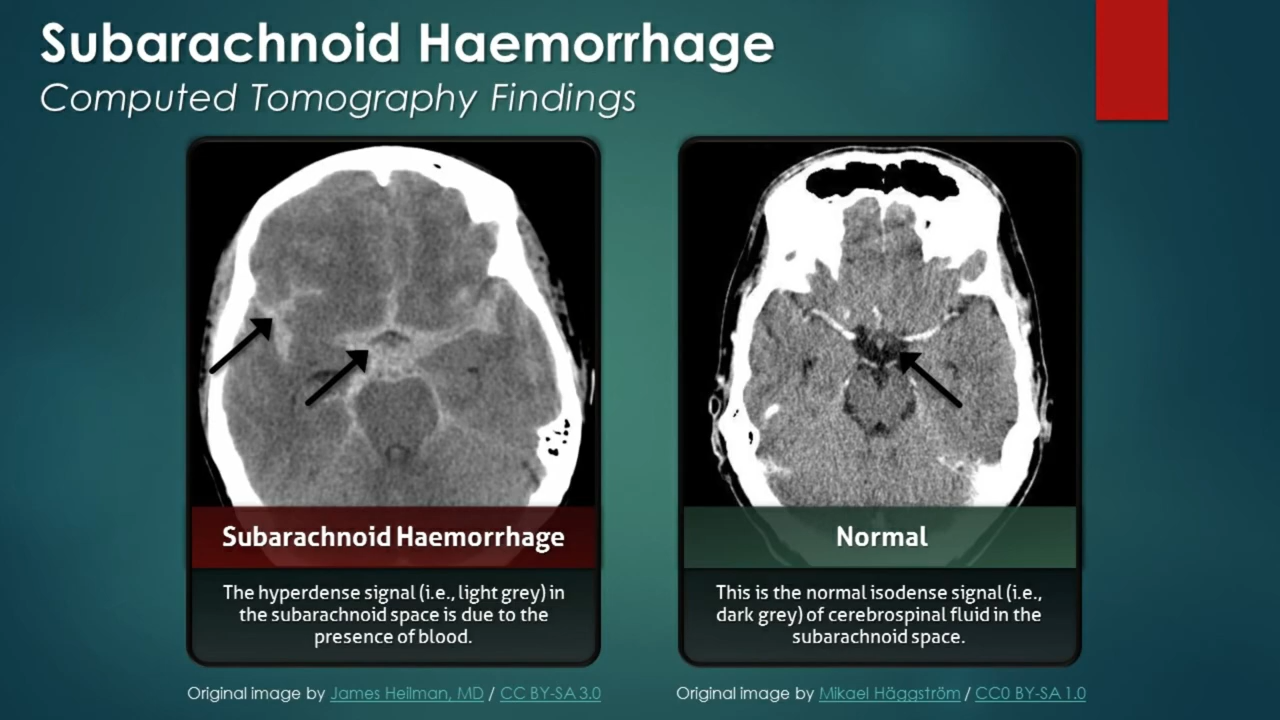 Subarachnoid Haemorrhage
Computed Tomography Findings
Subarachnoid Haemorrhage
The hyperdense signal (i.e., light grey) in
the subarachnoid space is due to the
presence of blood.
Original image by James Heilman, MD / CC BY-SA 3.0
Normal
This is the normal isodense signal (i.e.,
dark grey) of cerebrospinal fluid in the
subarachnoid space.
Original image by Mikael Häggström / CC0 BY-SA 1.0